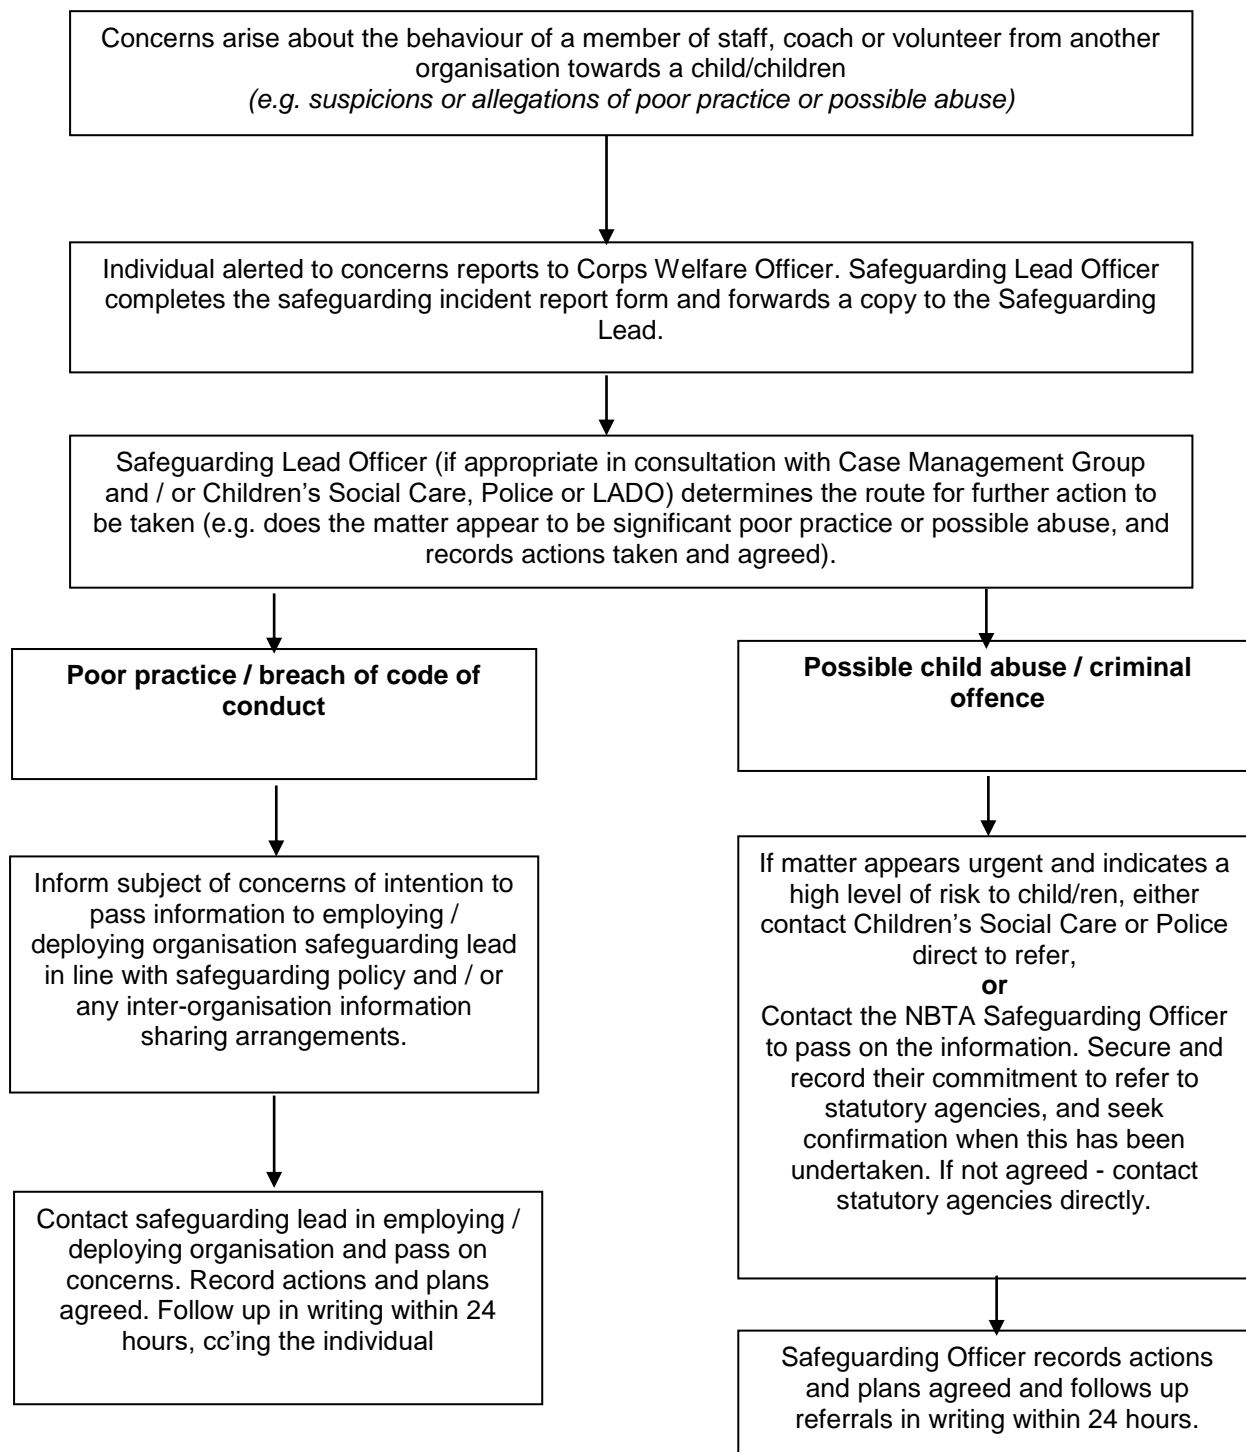 Concerns arise about the behaviour of a member of staff, coach or volunteer from another
organisation towards a child/children
(e.g. suspicions or allegations of poor practice or possible abuse)
Individual alerted to concerns reports to Corps Welfare Officer. Safeguarding Lead Officer
completes the safeguarding incident report form and forwards a copy to the Safeguarding
Lead.
Safeguarding Lead Officer (if appropriate in consultation with Case Management Group
and / or Children’s Social Care, Police or LADO) determines the route for further action to
be taken (e.g. does the matter appear to be significant poor practice or possible abuse, and
records actions taken and agreed).
Poor practice / breach of code of
conduct
Inform subject of concerns of intention to
pass information to employing /
deploying organisation safeguarding lead
in line with safeguarding policy and / or
any inter-organisation information
sharing arrangements.
Contact safeguarding lead in employing /
deploying organisation and pass on
concerns. Record actions and plans
agreed. Follow up in writing within 24
hours, cc’ing the individual
Possible child abuse / criminal
offence
If matter appears urgent and indicates a
high level of risk to child/ren, either
contact Children’s Social Care or Police
direct to refer,
or
Contact the NBTA Safeguarding Officer
to pass on the information. Secure and
record their commitment to refer to
statutory agencies, and seek
confirmation when this has been
undertaken. If not agreed - contact
statutory agencies directly.
Safeguarding Officer records actions
and plans agreed and follows up
referrals in writing within 24 hours.